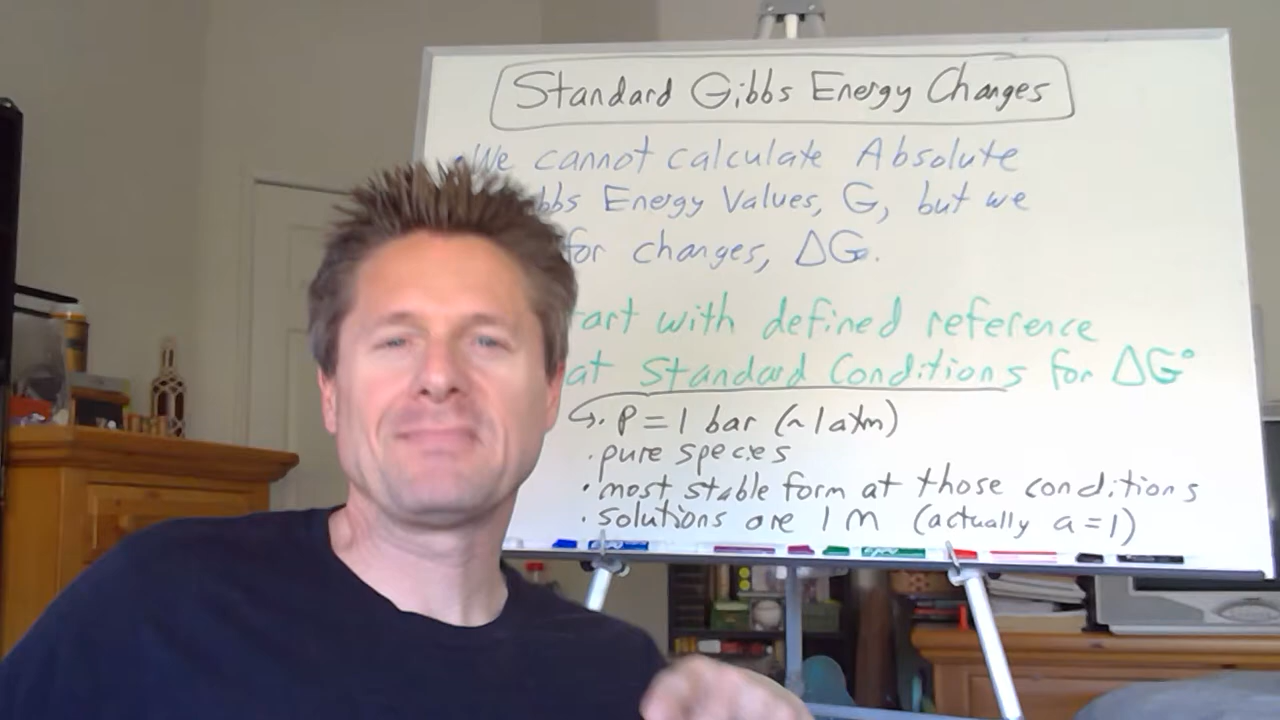 Standard Gibbs Energy Changes
• We cannot calculate Absolute
bbs Energy Values, G, but we
for changes, ΔG.
art with defined reference
at Standard Conditions for ΔG°
↳ • P = 1 bar (~1 atm)
• pure species
• most stable form at those conditions
• solutions are 1 M (actually a = 1)